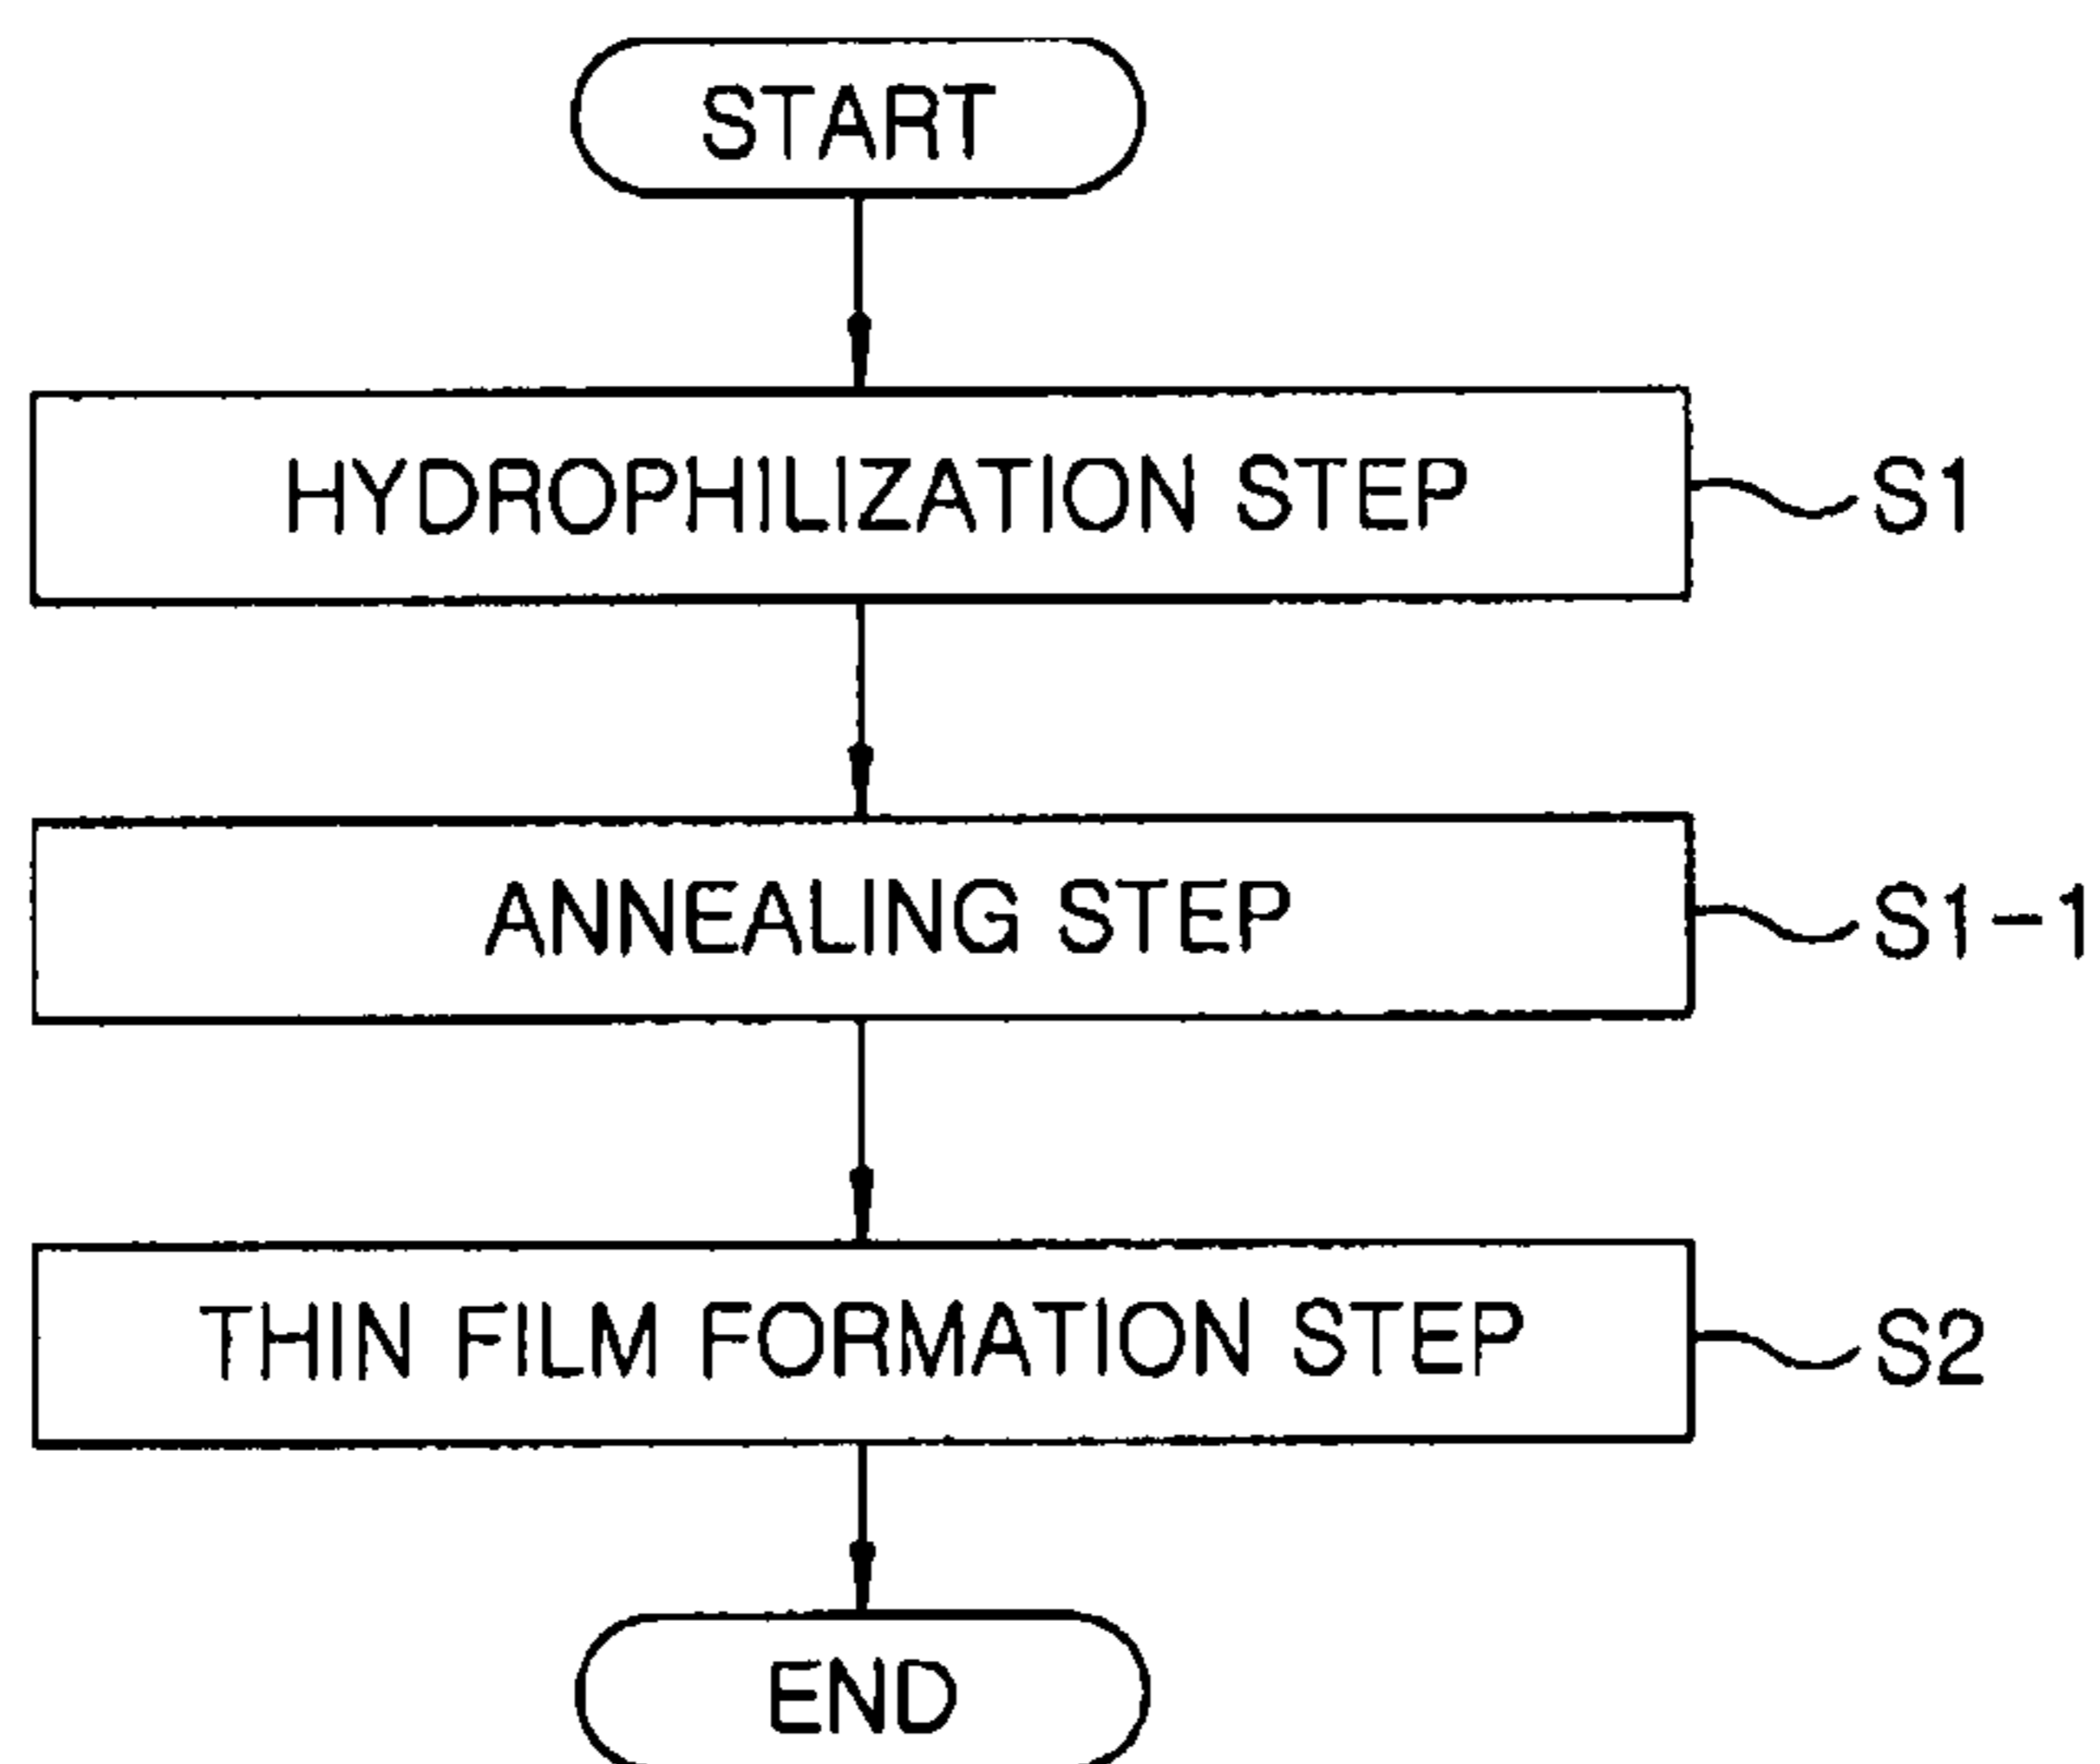 START
HYDROPHILIZATION STEP S1
ANNEALING STEP S1-1
THIN FILM FORMATION STEP S2
END